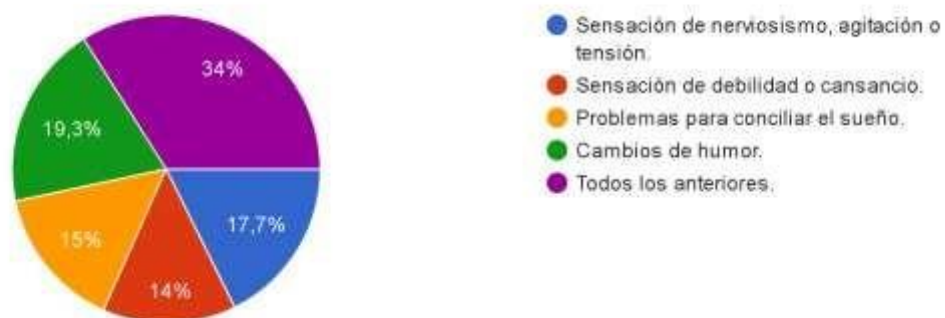 34%
19,3%
17,7%
15%
14%
Sensación de nerviosismo, agitación o
tensión.
Sensación de debilidad o cansancio.
Problemas para conciliar el sueño.
Cambios de humor.
Todos los anteriores.